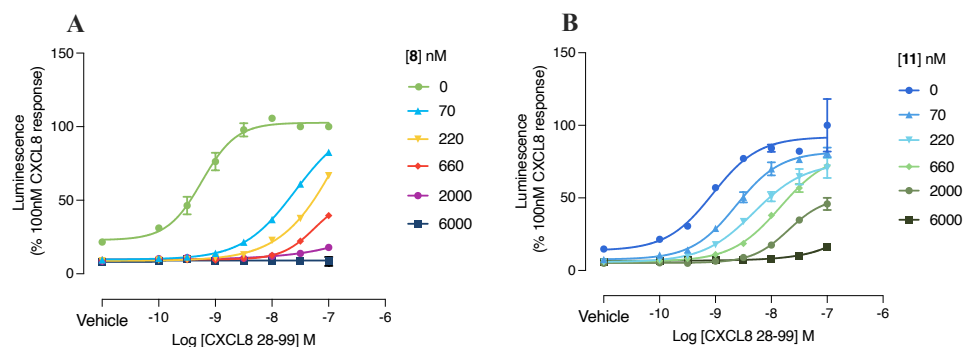 A
Luminescence
(% 100nM CXCL8 response)
150
100
50
0
Vehicle
-10
-9
-8
-7
-6
Log [CXCL8 28-99] M
[8] nM
0
70
220
660
2000
6000
B
Luminescence
(% 100nM CXCL8 response)
150
100
50
0
Vehicle
-10
-9
-8
-7
-6
Log [CXCL8 28-99] M
[11] nM
0
70
220
660
2000
6000